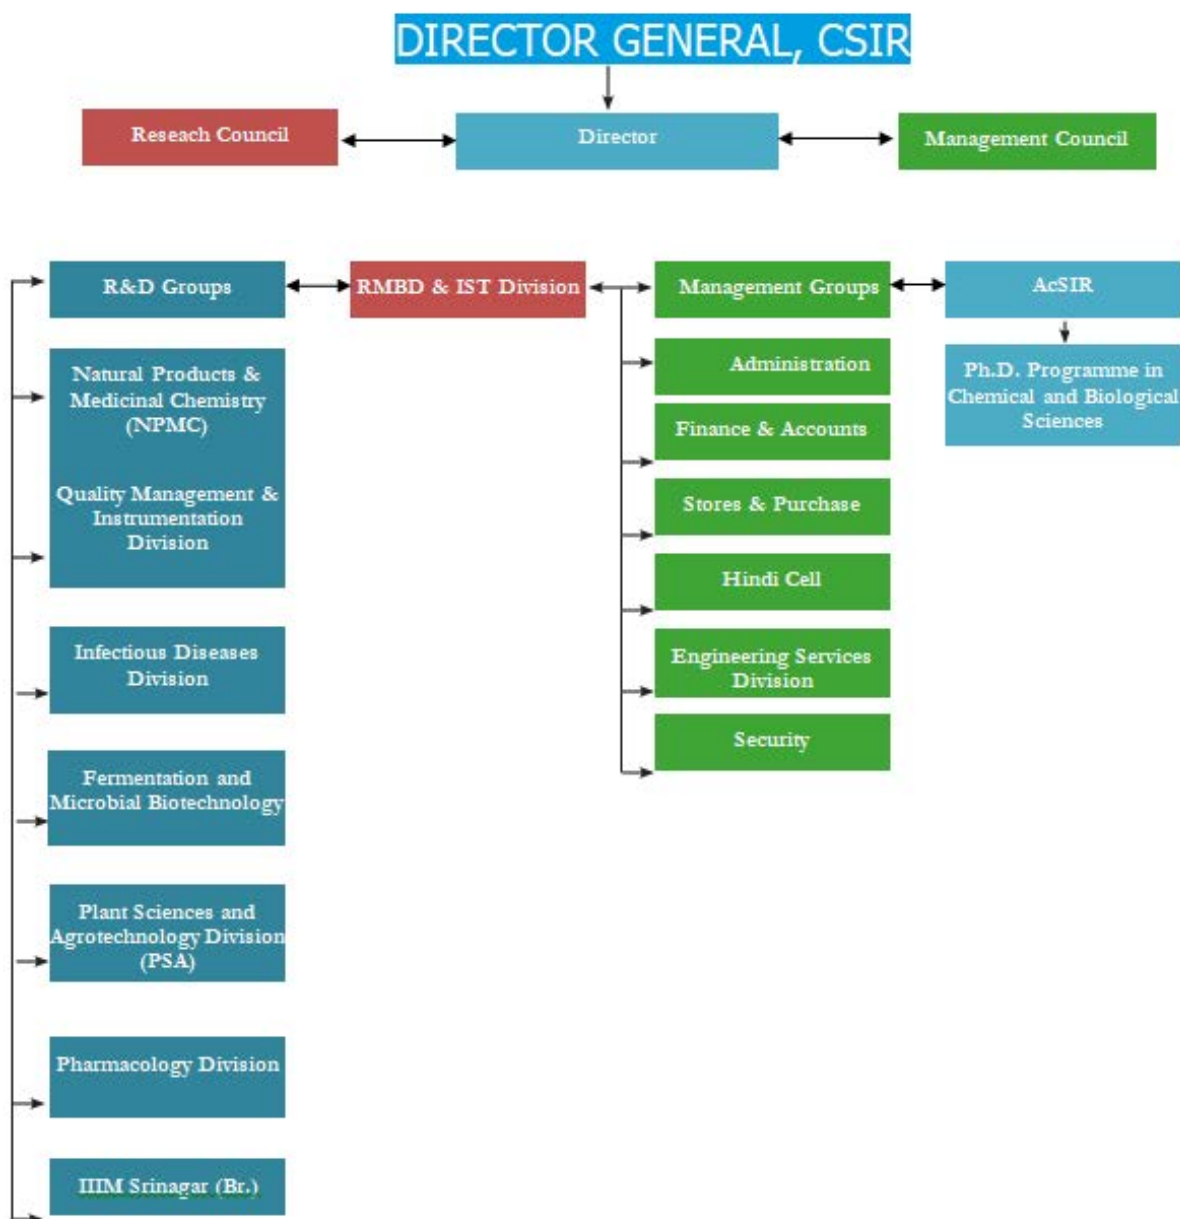 DIRECTOR GENERAL, CSIR
Reseach Council
Director
Management Council
R&D Groups
RMBD & IST Division
Management Groups
AcSIR
Natural Products &
Medicinal Chemistry
(NPMC)
Quality Management &
Instrumentation
Division
Infectious Diseases
Division
Fermentation and
Microbial Biotechnology
Plant Sciences and
Agrotechnology Division
(PSA)
Pharmacology Division
IIIM Srinagar (Br.)
Administration
Finance & Accounts
Stores & Purchase
Hindi Cell
Engineering Services
Division
Security
Ph.D. Programme in
Chemical and Biological
Sciences